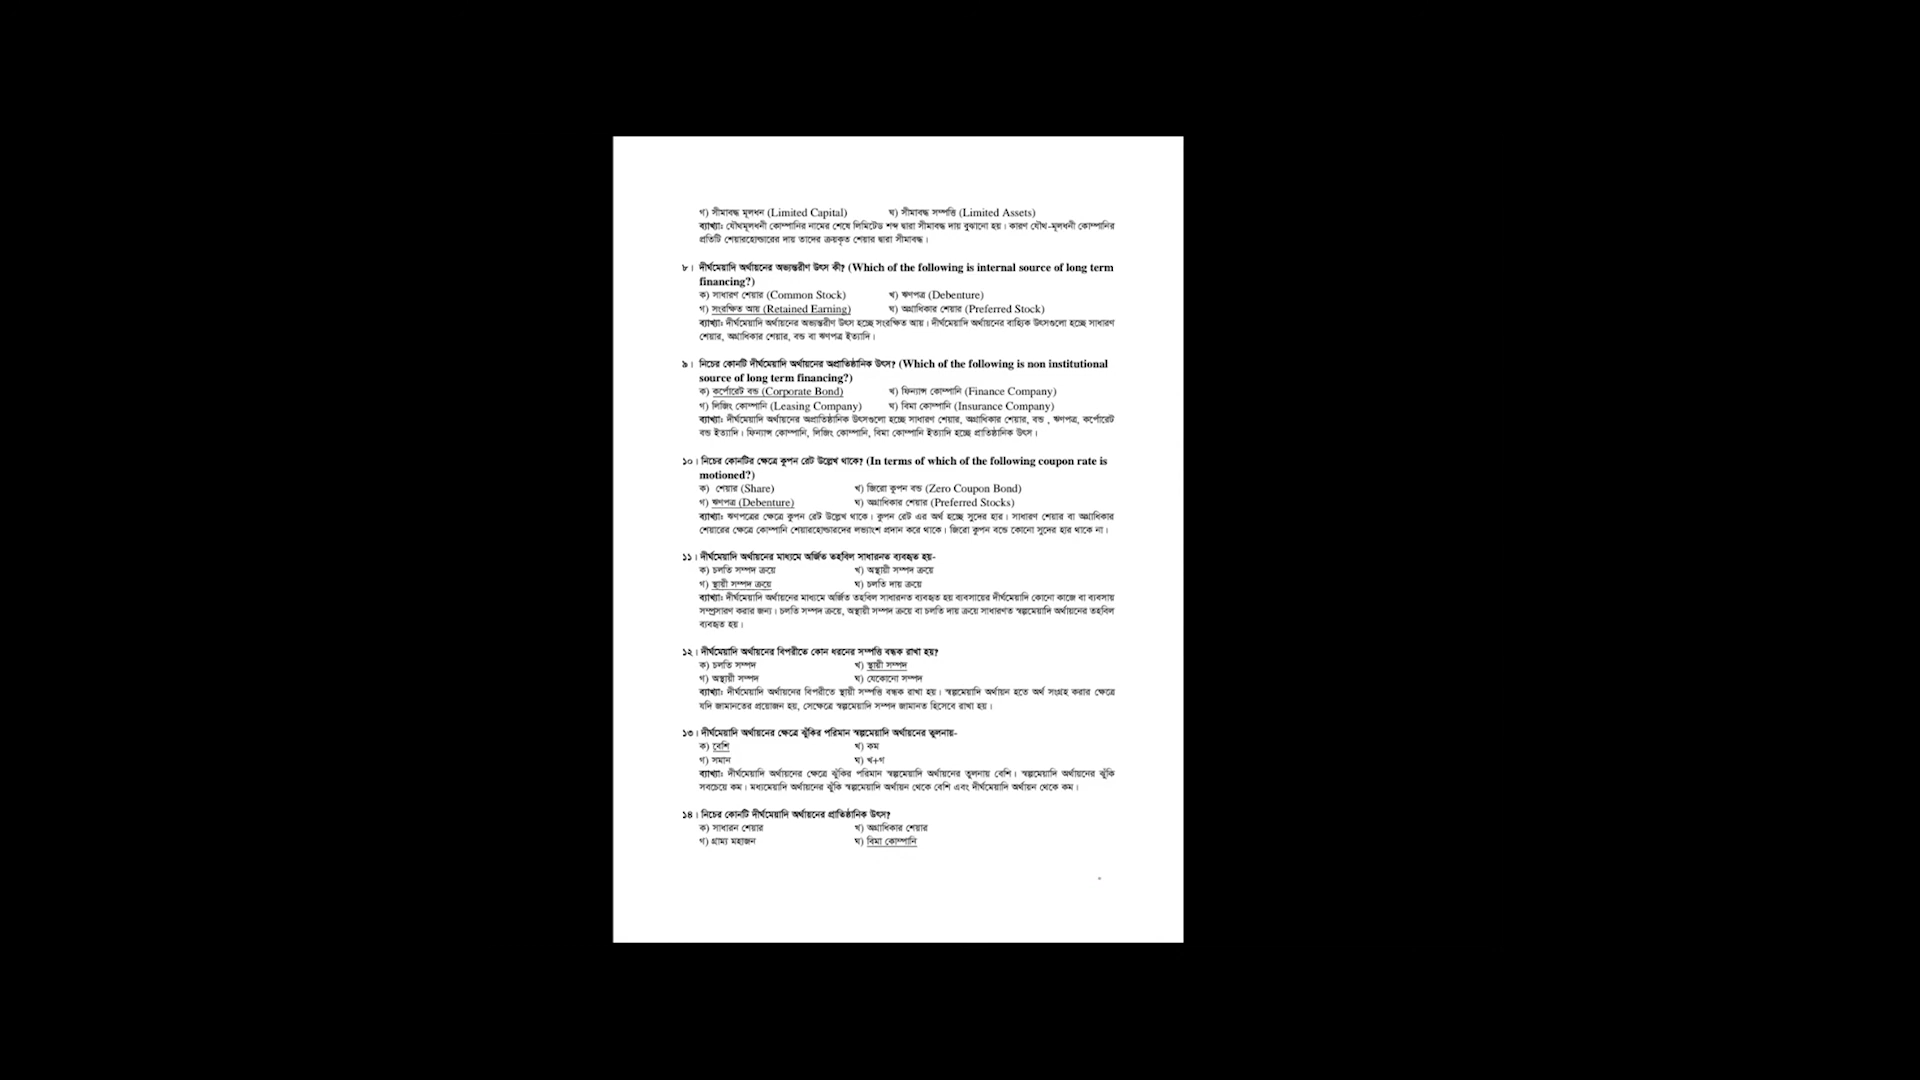 গ) সীমাবদ্ধ মূলধন (Limited Capital) ঘ) সীমাবদ্ধ সম্পত্তি (Limited Assets)
ব্যাখ্যা: যৌথমূলধনী কোম্পানির নামের শেষে লিমিটেড শব্দ দ্বারা সীমাবদ্ধ দায় বুঝানো হয়। কারণ যৌথ-মূলধনী কোম্পানির
প্রতিটি শেয়ারহোল্ডারের দায় তাদের ক্রয়কৃত শেয়ার দ্বারা সীমাবদ্ধ।
৮। দীর্ঘমেয়াদি অর্থায়নের অভ্যন্তরীণ উৎস কী? (Which of the following is internal source of long term
financing?)
ক) সাধারণ শেয়ার (Common Stock) খ) ঋণপত্র (Debenture)
গ) সংরক্ষিত আয় (Retained Earning) ঘ) অগ্রাধিকার শেয়ার (Preferred Stock)
ব্যাখ্যা: দীর্ঘমেয়াদি অর্থায়নের অভ্যন্তরীণ উৎস হচ্ছে সংরক্ষিত আয়। দীর্ঘমেয়াদি অর্থায়নের বাহ্যিক উৎসগুলো হচ্ছে সাধারণ
শেয়ার, অগ্রাধিকার শেয়ার, বন্ড বা ঋণপত্র ইত্যাদি।
৯। নিচের কোনটি দীর্ঘমেয়াদি অর্থায়নের অপ্রাতিষ্ঠানিক উৎস? (Which of the following is non institutional
source of long term financing?)
ক) কর্পোরেট বন্ড (Corporate Bond) খ) ফিন্যান্স কোম্পানি (Finance Company)
গ) লিজিং কোম্পানি (Leasing Company) ঘ) বিমা কোম্পানি (Insurance Company)
ব্যাখ্যা: দীর্ঘমেয়াদি অর্থায়নের অপ্রাতিষ্ঠানিক উৎসগুলো হচ্ছে সাধারণ শেয়ার, অগ্রাধিকার শেয়ার, বন্ড , ঋণপত্র, কর্পোরেট
বন্ড ইত্যাদি। ফিন্যান্স কোম্পানি, লিজিং কোম্পানি, বিমা কোম্পানি ইত্যাদি হচ্ছে প্রাতিষ্ঠানিক উৎস।
১০। নিচের কোনটির ক্ষেত্রে কুপন রেট উল্লেখ থাকে? (In terms of which of the following coupon rate is
motioned?)
ক) শেয়ার (Share) খ) জিরো কুপন বন্ড (Zero Coupon Bond)
গ) ঋণপত্র (Debenture) ঘ) অগ্রাধিকার শেয়ার (Preferred Stocks)
ব্যাখ্যা: ঋণপত্রের ক্ষেত্রে কুপন রেট উল্লেখ থাকে। কুপন রেট এর অর্থ হচ্ছে সুদের হার। সাধারণ শেয়ার বা অগ্রাধিকার
শেয়ারের ক্ষেত্রে কোম্পানি শেয়ারহোল্ডারদের লভ্যাংশ প্রদান করে থাকে। জিরো কুপন বন্ডে কোনো সুদের হার থাকে না।
১১। দীর্ঘমেয়াদি অর্থায়নের মাধ্যমে অর্জিত তহবিল সাধারনত ব্যবহৃত হয়-
ক) চলতি সম্পদ ক্রয়ে খ) অস্থায়ী সম্পদ ক্রয়ে
গ) স্থায়ী সম্পদ ক্রয়ে ঘ) চলতি দায় ক্রয়ে
ব্যাখ্যা: দীর্ঘমেয়াদি অর্থায়নের মাধ্যমে অর্জিত তহবিল সাধারনত ব্যবহৃত হয় ব্যবসায়ের দীর্ঘমেয়াদি কোনো কাজে বা ব্যবসায়
সম্প্রসারণ করার জন্য। চলতি সম্পদ ক্রয়ে, অস্থায়ী সম্পদ ক্রয়ে বা চলতি দায় ক্রয়ে সাধারণত স্বল্পমেয়াদি অর্থায়নের তহবিল
ব্যবহৃত হয়।
১২। দীর্ঘমেয়াদি অর্থায়নের বিপরীতে কোন ধরনের সম্পত্তি বন্ধক রাখা হয়?
ক) চলতি সম্পদ খ) স্থায়ী সম্পদ
গ) অস্থায়ী সম্পদ ঘ) যেকোনো সম্পদ
ব্যাখ্যা: দীর্ঘমেয়াদি অর্থায়নের বিপরীতে স্থায়ী সম্পত্তি বন্ধক রাখা হয়। স্বল্পমেয়াদি অর্থায়ন হতে অর্থ সংগ্রহ করার ক্ষেত্রে
যদি জামানতের প্রয়োজন হয়, সেক্ষেত্রে স্বল্পমেয়াদি সম্পদ জামানত হিসেবে রাখা হয়।
১৩। দীর্ঘমেয়াদি অর্থায়নের ক্ষেত্রে ঝুঁকির পরিমান স্বল্পমেয়াদি অর্থায়নের তুলনায়-
ক) বেশি খ) কম
গ) সমান ঘ) খ+গ
ব্যাখ্যা: দীর্ঘমেয়াদি অর্থায়নের ক্ষেত্রে ঝুঁকির পরিমান স্বল্পমেয়াদি অর্থায়নের তুলনায় বেশি। স্বল্পমেয়াদি অর্থায়নের ঝুঁকি
সবচেয়ে কম। মধ্যমেয়াদি অর্থায়নের ঝুঁকি স্বল্পমেয়াদি অর্থায়ন থেকে বেশি এবং দীর্ঘমেয়াদি অর্থায়ন থেকে কম।
১৪। নিচের কোনটি দীর্ঘমেয়াদি অর্থায়নের প্রাতিষ্ঠানিক উৎস?
ক) সাধারন শেয়ার খ) অগ্রাধিকার শেয়ার
গ) গ্রাম্য মহাজন ঘ) বিমা কোম্পানি